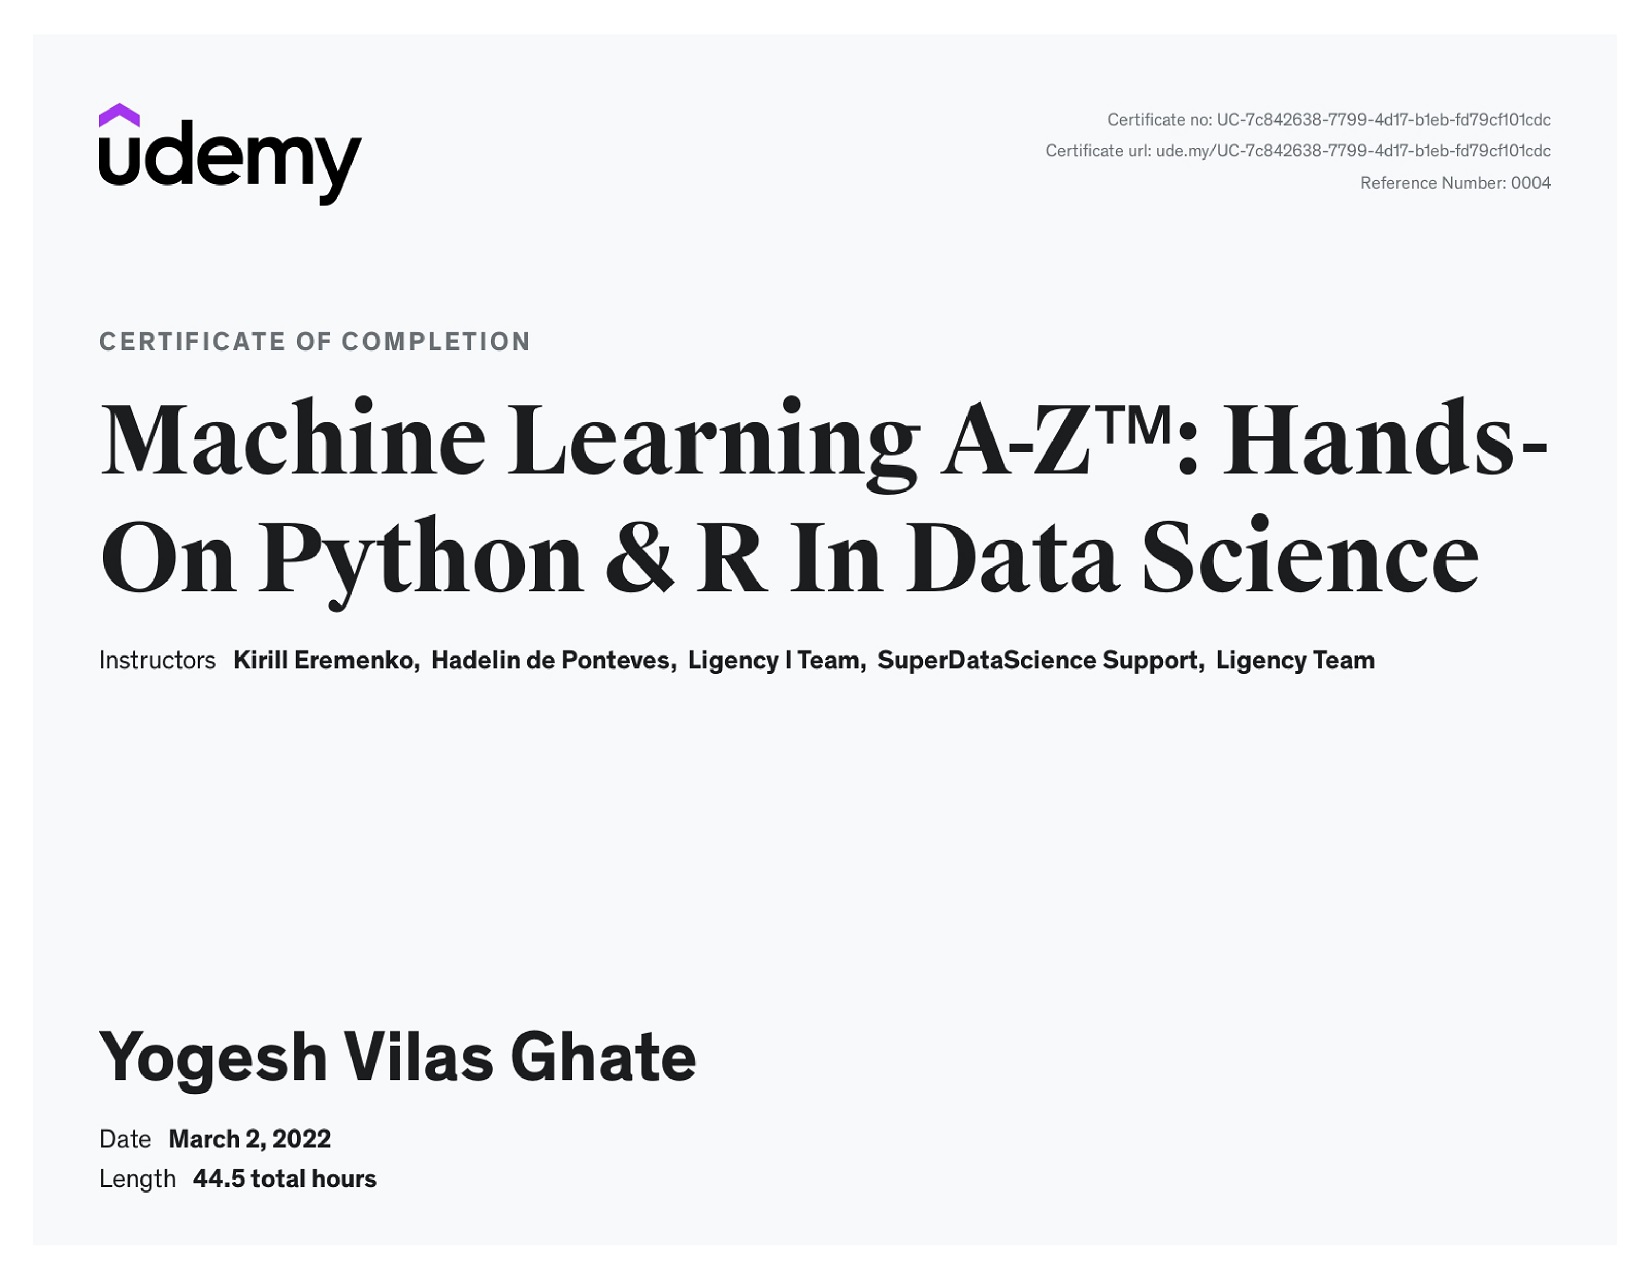 udemy
Certificate no: UC-7c842638-7799-4d17-b1eb-fd79cf101cdc
Certificate url: ude.my/UC-7c842638-7799-4d17-b1eb-fd79cf101cdc
Reference Number: 0004
CERTIFICATE OF COMPLETION
Machine Learning A-Z™: Hands-
On Python & R In Data Science
Instructors Kirill Eremenko, Hadelin de Ponteves, Ligency I Team, SuperDataScience Support, Ligency Team
Yogesh Vilas Ghate
Date March 2, 2022
Length 44.5 total hours